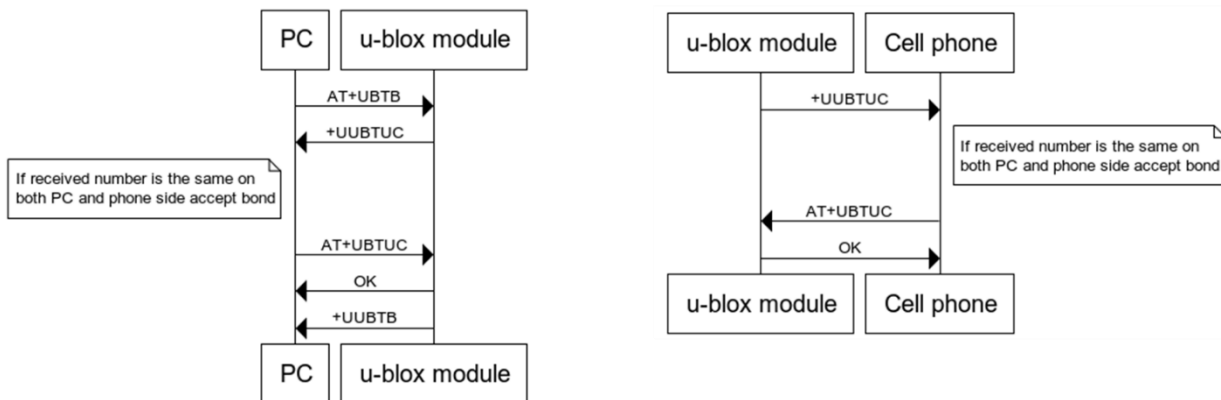 PC
u-blox module
AT+UBTB
+UUBTUC
If received number is the same on
both PC and phone side accept bond
AT+UBTUC
OK
+UUBTB
PC
u-blox module
u-blox module
Cell phone
+UUBTUC
If received number is the same on
both PC and phone side accept bond
AT+UBTUC
OK
u-blox module
Cell phone